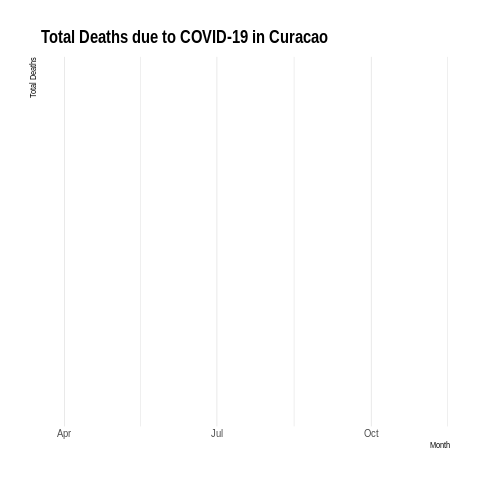 Total Deaths due to COVID-19 in Curacao
Total Deaths
Apr Jul Oct
Month